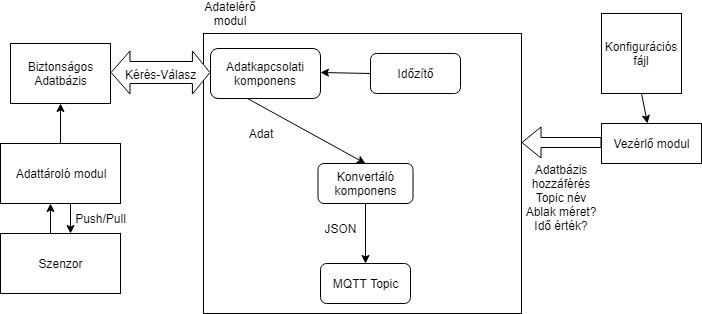 Adatelérő
modul
Biztonságos
Adatbázis
Kérés-Válasz
Adatkapcsolati
komponens
Időzítő
Konfigurációs
fájl
Adat
Vezérlő modul
Adattároló modul
Konvertáló
komponens
Adatbázis
hozzáférés
Topic név
Ablak méret?
Idő érték?
Push/Pull
JSON
Szenzor
MQTT Topic